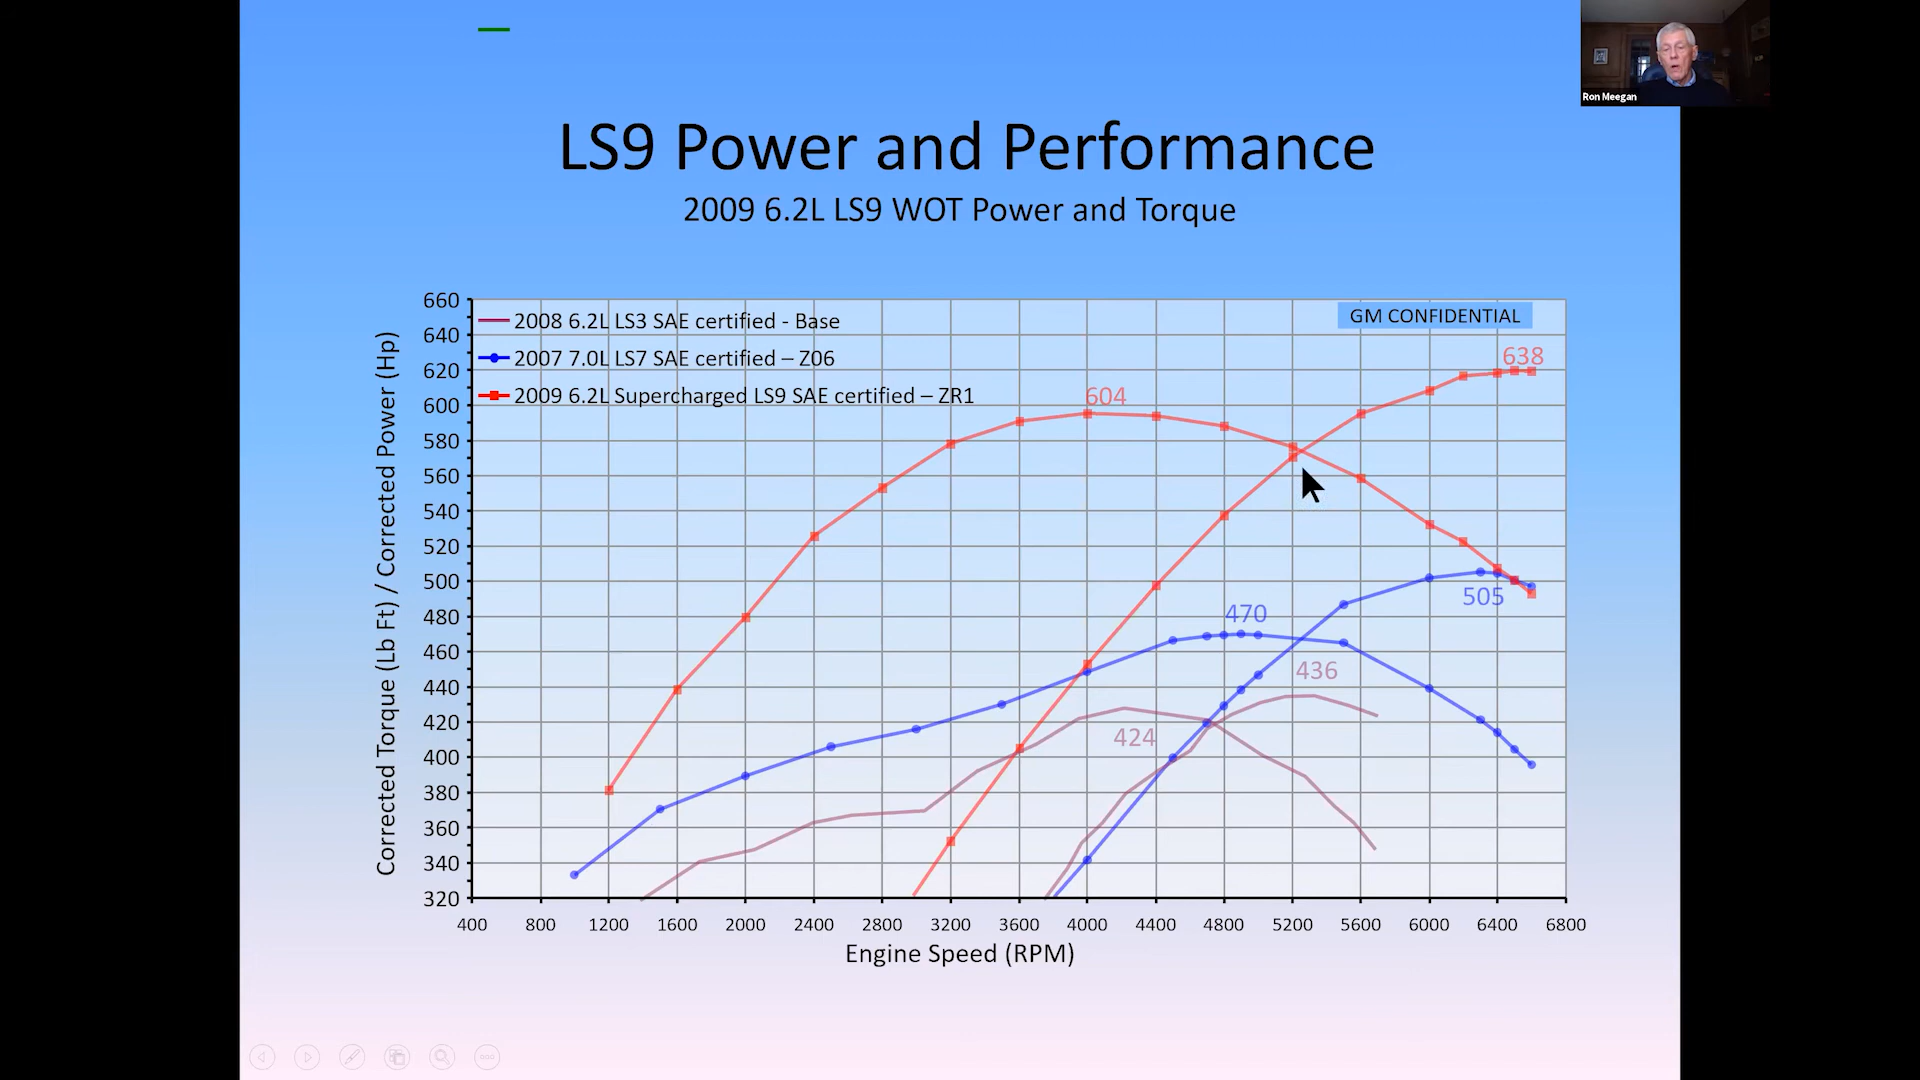 Ron Meegan
LS9 Power and Performance
2009 6.2L LS9 WOT Power and Torque
GM CONFIDENTIAL
2008 6.2L LS3 SAE certified - Base
2007 7.0L LS7 SAE certified – Z06
2009 6.2L Supercharged LS9 SAE certified – ZR1
638
604
505
470
436
424
Corrected Torque (Lb Ft) / Corrected Power (Hp)
660
640
620
600
580
560
540
520
500
480
460
440
420
400
380
360
340
320
400 800 1200 1600 2000 2400 2800 3200 3600 4000 4400 4800 5200 5600 6000 6400 6800
Engine Speed (RPM)